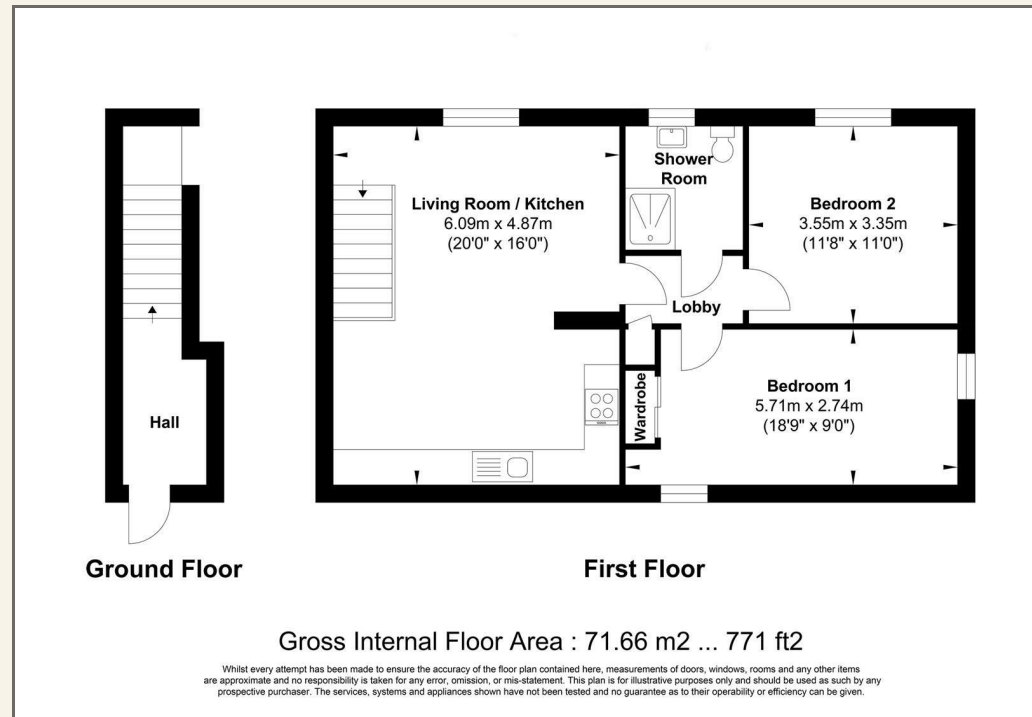 Living Room / Kitchen
6.09m x 4.87m
(20'0" x 16'0")
Shower
Room
Bedroom 2
3.55m x 3.35m
(11'8" x 11'0")
Lobby
Hall
Wardrobe
Bedroom 1
5.71m x 2.74m
(18'9" x 9'0")
Ground Floor
First Floor
Gross Internal Floor Area : 71.66 m2 ... 771 ft2
Whilst every attempt has been made to ensure the accuracy of the floor plan contained here, measurements of doors, windows, rooms and any other items
are approximate and no responsibility is taken for any error, omission, or mis-statement. This plan is for illustrative purposes only and should be used as such by any
prospective purchaser. The services, systems and appliances shown have not been tested and no guarantee as to their operability or efficiency can be given.